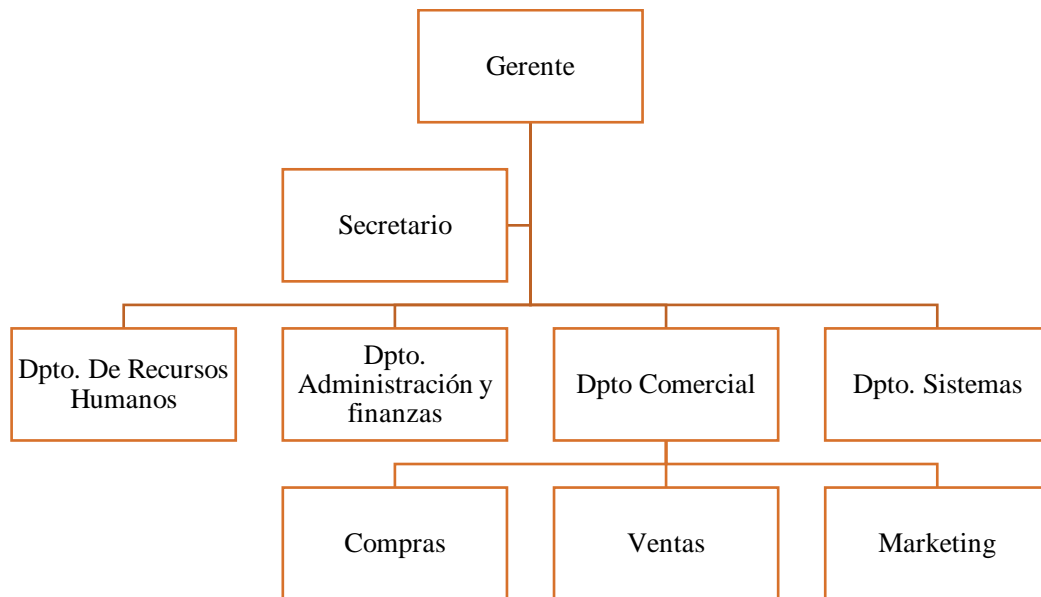 Gerente
Secretario
Dpto. De Recursos
Humanos
Dpto.
Administración y
finanzas
Dpto Comercial
Dpto. Sistemas
Compras
Ventas
Marketing